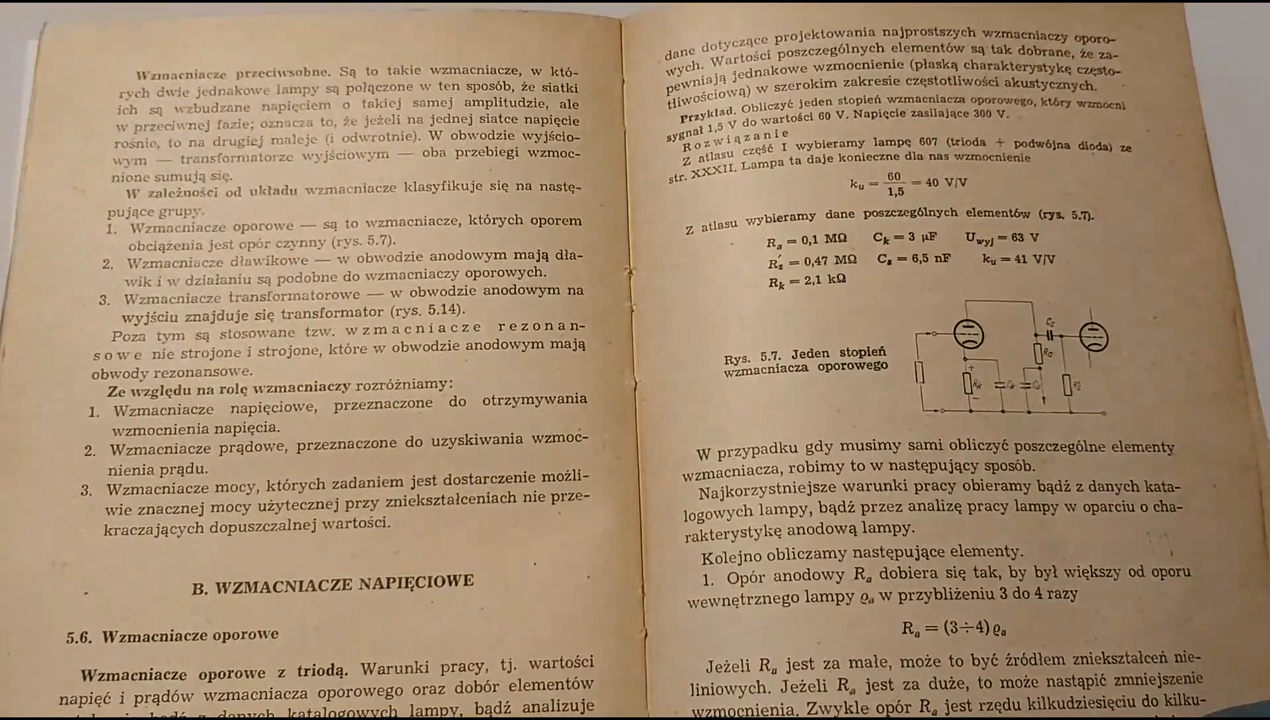 Wzmacniacze przeciwsobne. Są to takie wzmacniacze, w któ-
rych dwie jednakowe lampy są połączone w ten sposób, że siatki
ich są wzbudzane napięciem o takiej samej amplitudzie, ale
w przeciwnej fazie; oznacza to, że jeżeli na jednej siatce napięcie
rośnie, to na drugiej maleje (i odwrotnie). W obwodzie wyjścio-
wym — transformatorze wyjściowym — oba przebiegi wzmoc-
nione sumują się.
W zależności od układu wzmacniacze klasyfikuje się na nastę-
pujące grupy.
1. Wzmacniacze oporowe — są to wzmacniacze, których oporem
obciążenia jest opór czynny (rys. 5.7).
2. Wzmacniacze dławikowe — w obwodzie anodowym mają dła-
wik i w działaniu są podobne do wzmacniaczy oporowych.
3. Wzmacniacze transformatorowe — w obwodzie anodowym na
wyjściu znajduje się transformator (rys. 5.14).
Poza tym są stosowane tzw. wzmacniacze rezonan-
sowe nie strojone i strojone, które w obwodzie anodowym mają
obwody rezonansowe.
Ze względu na rolę wzmacniaczy rozróżniamy:
1. Wzmacniacze napięciowe, przeznaczone do otrzymywania
wzmocnienia napięcia.
2. Wzmacniacze prądowe, przeznaczone do uzyskiwania wzmoc-
nienia prądu.
3. Wzmacniacze mocy, których zadaniem jest dostarczenie możli-
wie znacznej mocy użytecznej przy zniekształceniach nie prze-
kraczających dopuszczalnej wartości.
B. WZMACNIACZE NAPIĘCIOWE
5.6. Wzmacniacze oporowe
Wzmacniacze oporowe z triodą. Warunki pracy, tj. wartości
napięć i prądów wzmacniacza oporowego oraz dobór elementów
bądź z danych katalogowych lampy, bądź analizuje
dane dotyczące projektowania najprostszych wzmacniaczy oporo-
wych. Wartości poszczególnych elementów są tak dobrane, że za-
pewniają jednakowe wzmocnienie (płaską charakterystykę często-
tliwościową) w szerokim zakresie częstotliwości akustycznych.
Przykład. Obliczyć jeden stopień wzmacniacza oporowego, który wzmocni
sygnał 1,5 V do wartości 60 V. Napięcie zasilające 300 V.
Rozwiązanie
Z atlasu część I wybieramy lampę 607 (trioda + podwójna dioda) ze
str. XXXII. Lampa ta daje konieczne dla nas wzmocnienie
kᵤ = 60/1,5 = 40 V/V
Z atlasu wybieramy dane poszczególnych elementów (rys. 5.7).
Rₐ = 0,1 MΩ Cₖ = 3 μF U_wyj = 63 V
R'ₛ = 0,47 MΩ Cₛ = 6,5 nF kᵤ = 41 V/V
Rₖ = 2,1 kΩ
Rys. 5.7. Jeden stopień
wzmacniacza oporowego
W przypadku gdy musimy sami obliczyć poszczególne elementy
wzmacniacza, robimy to w następujący sposób.
Najkorzystniejsze warunki pracy obieramy bądź z danych kata-
logowych lampy, bądź przez analizę pracy lampy w oparciu o cha-
rakterystykę anodową lampy.
Kolejno obliczamy następujące elementy.
1. Opór anodowy Rₐ dobiera się tak, by był większy od oporu
wewnętrznego lampy ϱₐ w przybliżeniu 3 do 4 razy
Rₐ = (3÷4) ϱₐ
Jeżeli Rₐ jest za małe, może to być źródłem zniekształceń nie-
liniowych. Jeżeli Rₐ jest za duże, to może nastąpić zmniejszenie
wzmocnienia. Zwykle opór Rₐ jest rzędu kilkudziesięciu do kilku-